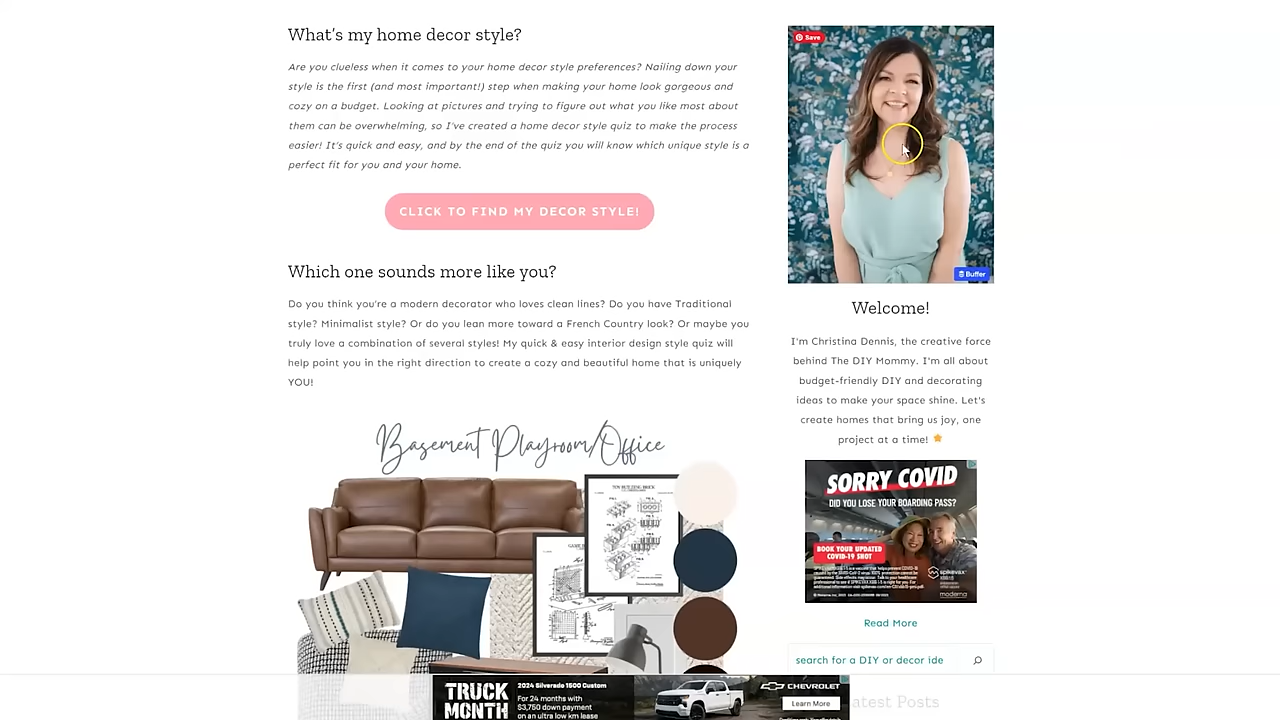 What's my home decor style?
Are you clueless when it comes to your home decor style preferences? Nailing down your
style is the first (and most important!) step when making your home look gorgeous and
cozy on a budget. Looking at pictures and trying to figure out what you like most about
them can be overwhelming, so I've created a home decor style quiz to make the process
easier! It's quick and easy, and by the end of the quiz you will know which unique style is a
perfect fit for you and your home.
CLICK TO FIND MY DECOR STYLE!
Which one sounds more like you?
Do you think you're a modern decorator who loves clean lines? Do you have Traditional
style? Minimalist style? Or do you lean more toward a French Country look? Or maybe you
truly love a combination of several styles! My quick & easy interior design style quiz will
help point you in the right direction to create a cozy and beautiful home that is uniquely
YOU!
Basement Playroom/Office
TOY BUILDING BRICK
Save
Buffer
Welcome!
I'm Christina Dennis, the creative force
behind The DIY Mommy. I'm all about
budget-friendly DIY and decorating
ideas to make your space shine. Let's
create homes that bring us joy, one
project at a time!
SORRY COVID
DID YOU LOSE YOUR BOARDING PASS?
BOOK YOUR UPDATED
COVID-19 SHOT
spikevax
moderna
Read More
search for a DIY or decor ide
atest Posts
TRUCK
MONTH
2024 Silverado 1500 Custom
For 24 months with
$3,750 down payment
on an ultra low km lease
CHEVROLET
Learn More